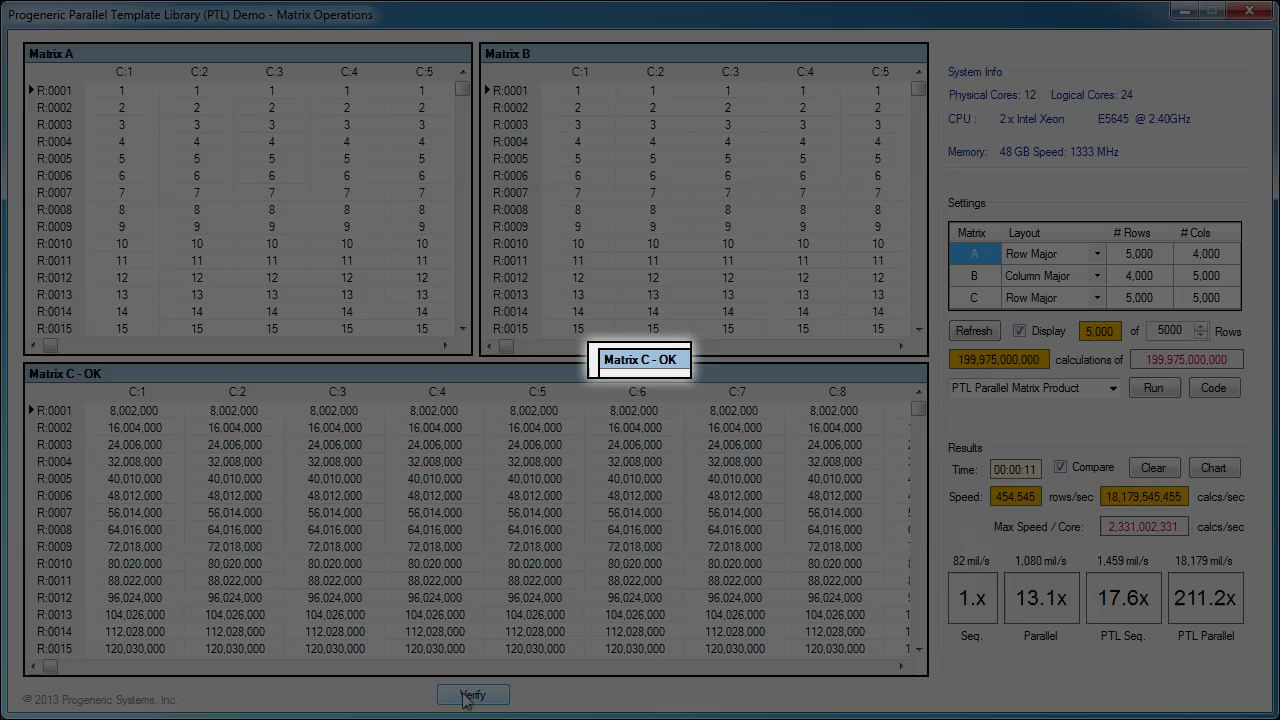 Progeneric Parallel Template Library (PTL) Demo - Matrix Operations
Matrix A
C:1 C:2 C:3 C:4 C:5
R:0001 1 1 1 1 1
R:0002 2 2 2 2 2
R:0003 3 3 3 3 3
R:0004 4 4 4 4 4
R:0005 5 5 5 5 5
R:0006 6 6 6 6 6
R:0007 7 7 7 7 7
R:0008 8 8 8 8 8
R:0009 9 9 9 9 9
R:0010 10 10 10 10 10
R:0011 11 11 11 11 11
R:0012 12 12 12 12 12
R:0013 13 13 13 13 13
R:0014 14 14 14 14 14
R:0015 15 15 15 15 15
Matrix B
C:1 C:2 C:3 C:4 C:5
R:0001 1 1 1 1 1
R:0002 2 2 2 2 2
R:0003 3 3 3 3 3
R:0004 4 4 4 4 4
R:0005 5 5 5 5 5
R:0006 6 6 6 6 6
R:0007 7 7 7 7 7
R:0008 8 8 8 8 8
R:0009 9 9 9 9 9
R:0010 10 10 10 10 10
R:0011 11 11 11 11 11
R:0012 12 12 12 12 12
R:0013 13 13 13 13 13
R:0014 14 14 14 14 14
R:0015 15 15 15 15 15
Matrix C - OK
Matrix C - OK
C:1 C:2 C:3 C:4 C:5 C:6 C:7 C:8
R:0001 8,002,000 8,002,000 8,002,000 8,002,000 8,002,000 8,002,000 8,002,000 8,002,000
R:0002 16,004,000 16,004,000 16,004,000 16,004,000 16,004,000 16,004,000 16,004,000 16,004,000
R:0003 24,006,000 24,006,000 24,006,000 24,006,000 24,006,000 24,006,000 24,006,000 24,006,000
R:0004 32,008,000 32,008,000 32,008,000 32,008,000 32,008,000 32,008,000 32,008,000 32,008,000
R:0005 40,010,000 40,010,000 40,010,000 40,010,000 40,010,000 40,010,000 40,010,000 40,010,000
R:0006 48,012,000 48,012,000 48,012,000 48,012,000 48,012,000 48,012,000 48,012,000 48,012,000
R:0007 56,014,000 56,014,000 56,014,000 56,014,000 56,014,000 56,014,000 56,014,000 56,014,000
R:0008 64,016,000 64,016,000 64,016,000 64,016,000 64,016,000 64,016,000 64,016,000 64,016,000
R:0009 72,018,000 72,018,000 72,018,000 72,018,000 72,018,000 72,018,000 72,018,000 72,018,000
R:0010 80,020,000 80,020,000 80,020,000 80,020,000 80,020,000 80,020,000 80,020,000 80,020,000
R:0011 88,022,000 88,022,000 88,022,000 88,022,000 88,022,000 88,022,000 88,022,000 88,022,000
R:0012 96,024,000 96,024,000 96,024,000 96,024,000 96,024,000 96,024,000 96,024,000 96,024,000
R:0013 104,026,000 104,026,000 104,026,000 104,026,000 104,026,000 104,026,000 104,026,000 104,026,000
R:0014 112,028,000 112,028,000 112,028,000 112,028,000 112,028,000 112,028,000 112,028,000 112,028,000
R:0015 120,030,000 120,030,000 120,030,000 120,030,000 120,030,000 120,030,000 120,030,000 120,030,000
© 2013 Progeneric Systems, Inc.
Verify
System Info
Physical Cores: 12 Logical Cores: 24
CPU : 2 x Intel Xeon E5645 @ 2.40GHz
Memory: 48 GB Speed: 1333 MHz
Settings
Matrix Layout # Rows # Cols
A Row Major 5,000 4,000
B Column Major 4,000 5,000
C Row Major 5,000 5,000
Refresh Display 5,000 of 5000 Rows
199,975,000,000 calculations of 199,975,000,000
PTL Parallel Matrix Product Run Code
Results
Time: 00:00:11 Compare Clear Chart
Speed: 454.545 rows/sec 18,179,545,455 calcs/sec
Max Speed / Core: 2,331,002,331 calcs/sec
82 mil/s 1,080 mil/s 1,459 mil/s 18,179 mil/s
1.x 13.1x 17.6x 211.2x
Seq. Parallel PTL Seq. PTL Parallel